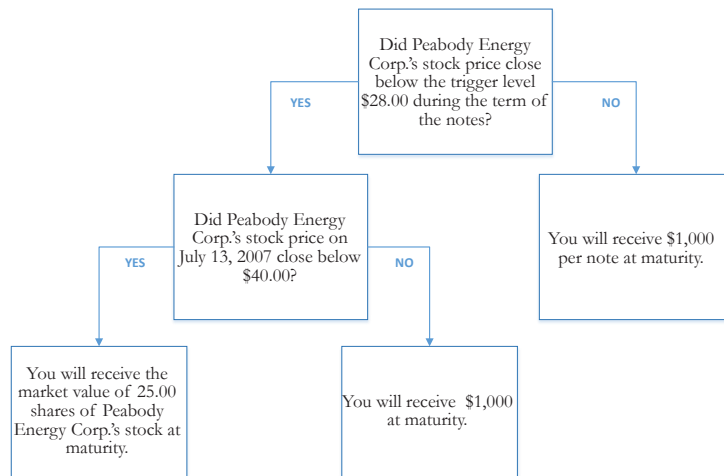 Did Peabody Energy
Corp.'s stock price close
below the trigger level
$28.00 during the term of
the notes?
YES
NO
Did Peabody Energy
Corp.'s stock price on
July 13, 2007 close below
$40.00?
You will receive $1,000
per note at maturity.
YES
NO
You will receive the
market value of 25.00
shares of Peabody
Energy Corp.'s stock at
maturity.
You will receive $1,000
at maturity.